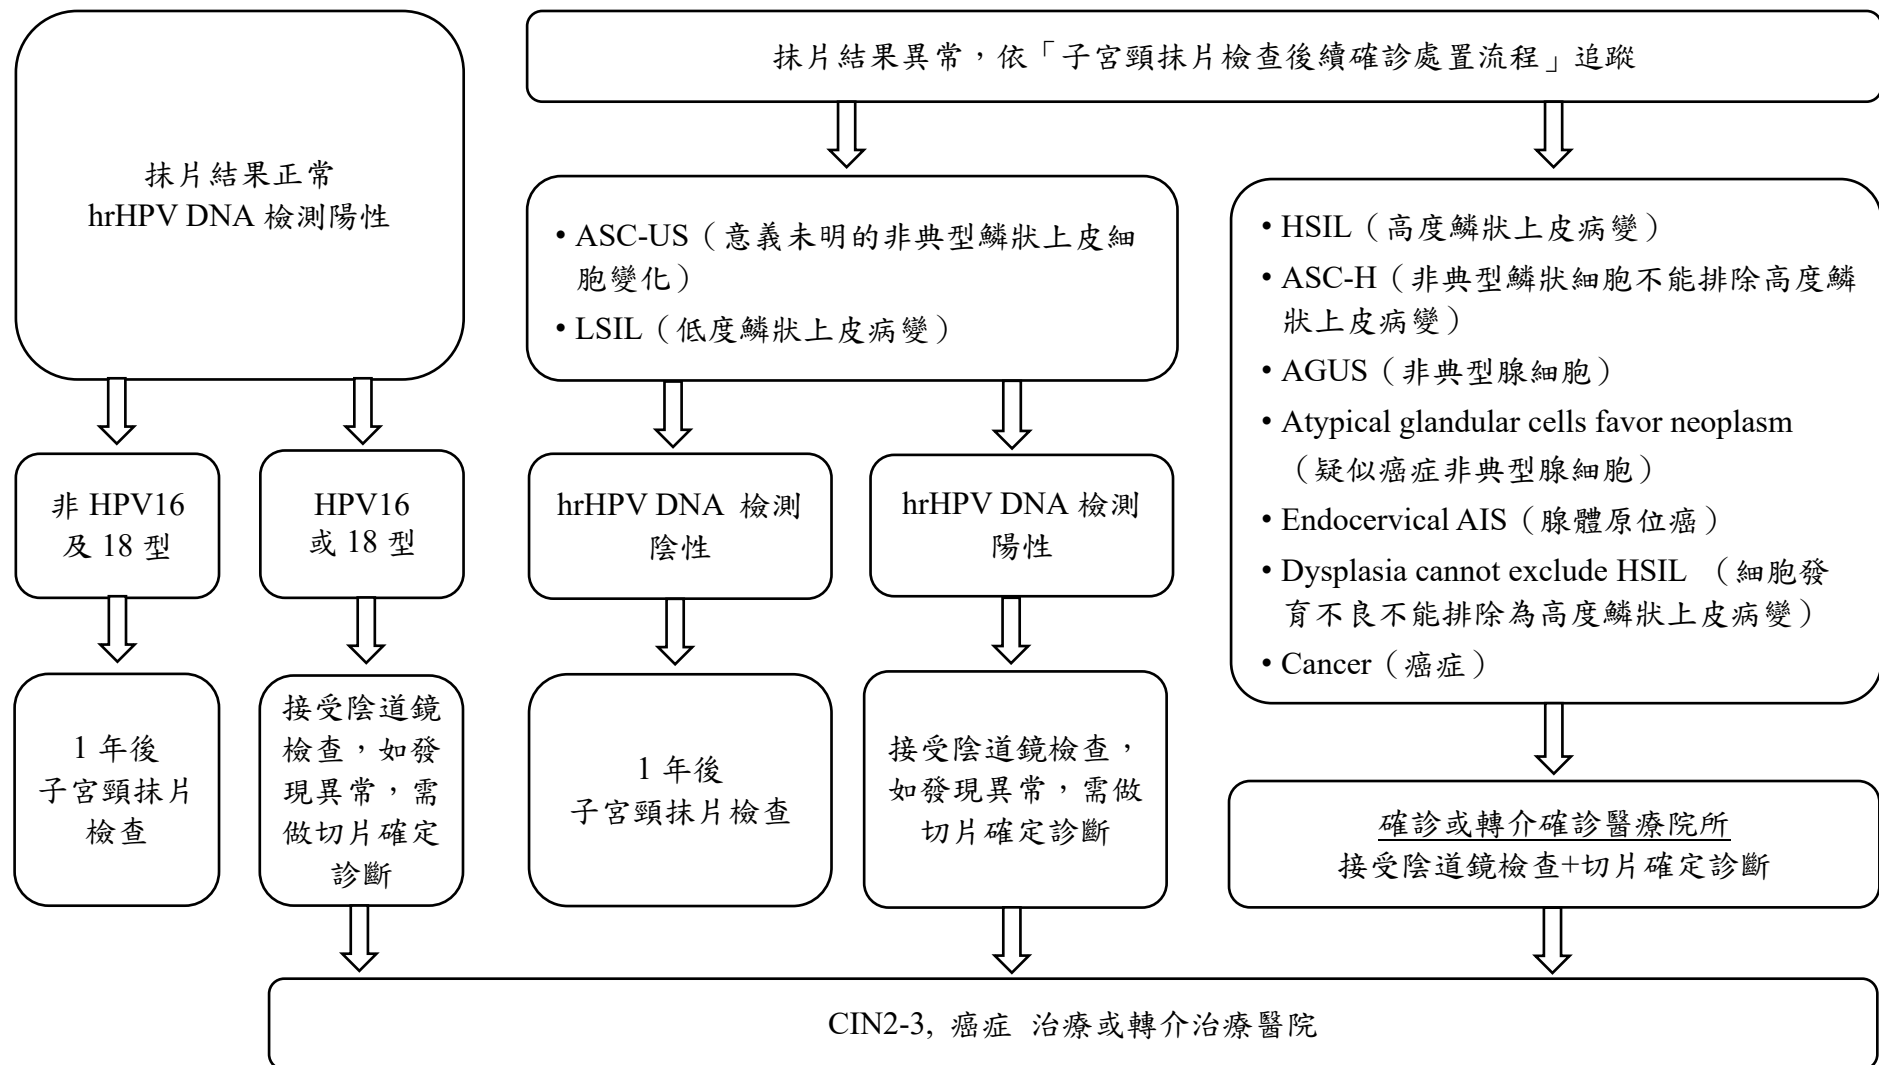 抹片結果正常
hrHPV DNA 檢測陽性
非 HPV16
及 18 型
HPV16
或 18 型
1 年後
子宮頸抹片
檢查
接受陰道鏡
檢查，如發
現異常，需
做切片確定
診斷
抹片結果異常，依「子宮頸抹片檢查後續確診處置流程」追蹤
• ASC-US（意義未明的非典型鱗狀上皮細
胞變化）
• LSIL（低度鱗狀上皮病變）
hrHPV DNA 檢測
陰性
hrHPV DNA 檢測
陽性
1 年後
子宮頸抹片檢查
接受陰道鏡檢查，
如發現異常，需做
切片確定診斷
• HSIL（高度鱗狀上皮病變）
• ASC-H（非典型鱗狀細胞不能排除高度鱗
狀上皮病變）
• AGUS（非典型腺細胞）
• Atypical glandular cells favor neoplasm
（疑似癌症非典型腺細胞）
• Endocervical AIS（腺體原位癌）
• Dysplasia cannot exclude HSIL （細胞發
育不良不能排除為高度鱗狀上皮病變）
• Cancer（癌症）
確診或轉介確診醫療院所
接受陰道鏡檢查+切片確定診斷
CIN2-3, 癌症 治療或轉介治療醫院